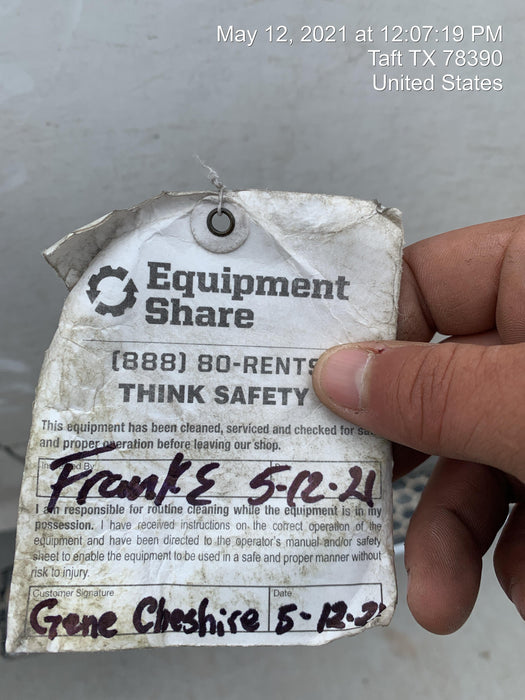 May 12, 2021 at 12:07:19 PM
Taft TX 78390
United States
Equipment
Share
(888) 80-RENTS
THINK SAFETY
This equipment has been cleaned, serviced and checked for
and proper operation before leaving our shop.
By
Frank E 5-12-21
I am responsible for routine cleaning while the equipment is in my
possession. I have received instructions on the correct operation of the
equipment and have been directed to the operator's manual and/or safety
sheet to enable the equipment to be used in a safe and proper manner without
risk to injury.
Customer Signature Date
Gene Cheshire 5-12-21